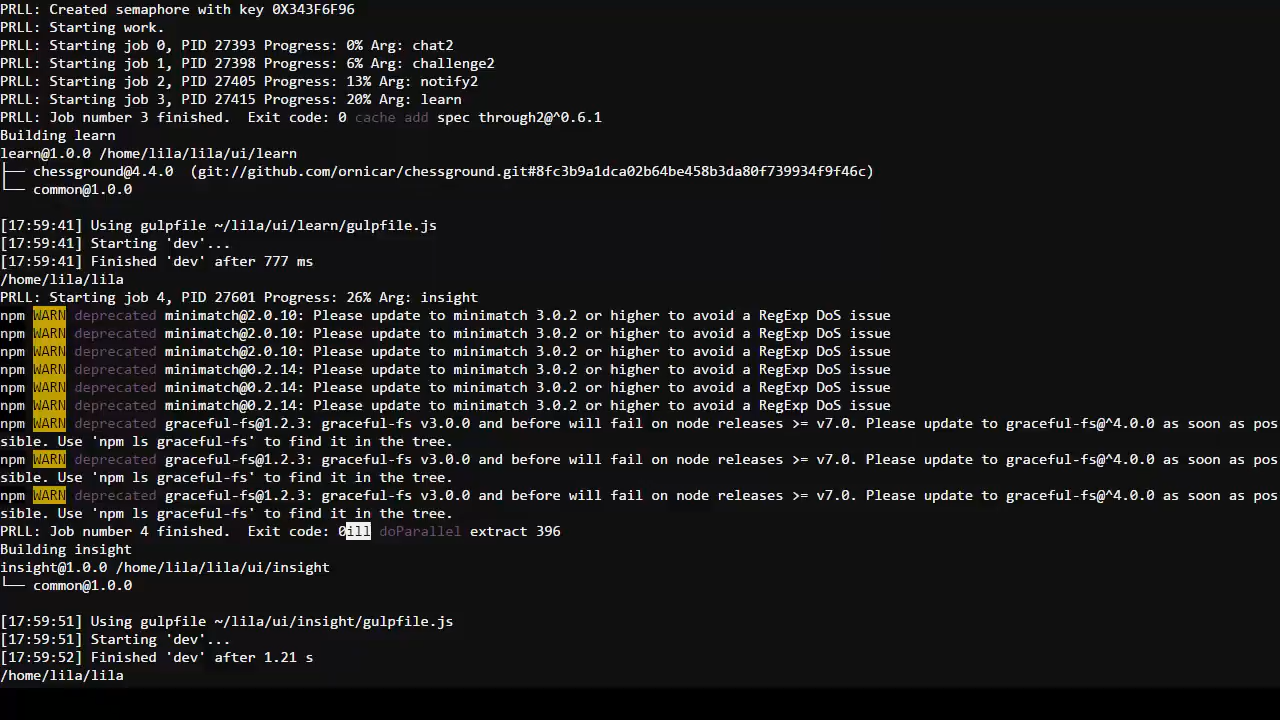 PRLL: Created semaphore with key 0X343F6F96
PRLL: Starting work.
PRLL: Starting job 0, PID 27393 Progress: 0% Arg: chat2
PRLL: Starting job 1, PID 27398 Progress: 6% Arg: challenge2
PRLL: Starting job 2, PID 27405 Progress: 13% Arg: notify2
PRLL: Starting job 3, PID 27415 Progress: 20% Arg: learn
PRLL: Job number 3 finished.  Exit code: 0 cache add spec through2@^0.6.1
Building learn
learn@1.0.0 /home/lila/lila/ui/learn
├── chessground@4.4.0  (git://github.com/ornicar/chessground.git#8fc3b9a1dca02b64be458b3da80f739934f9f46c)
└── common@1.0.0
[17:59:41] Using gulpfile ~/lila/ui/learn/gulpfile.js
[17:59:41] Starting 'dev'...
[17:59:41] Finished 'dev' after 777 ms
/home/lila/lila
PRLL: Starting job 4, PID 27601 Progress: 26% Arg: insight
npm WARN deprecated minimatch@2.0.10: Please update to minimatch 3.0.2 or higher to avoid a RegExp DoS issue
npm WARN deprecated minimatch@2.0.10: Please update to minimatch 3.0.2 or higher to avoid a RegExp DoS issue
npm WARN deprecated minimatch@2.0.10: Please update to minimatch 3.0.2 or higher to avoid a RegExp DoS issue
npm WARN deprecated minimatch@0.2.14: Please update to minimatch 3.0.2 or higher to avoid a RegExp DoS issue
npm WARN deprecated minimatch@0.2.14: Please update to minimatch 3.0.2 or higher to avoid a RegExp DoS issue
npm WARN deprecated minimatch@0.2.14: Please update to minimatch 3.0.2 or higher to avoid a RegExp DoS issue
npm WARN deprecated graceful-fs@1.2.3: graceful-fs v3.0.0 and before will fail on node releases >= v7.0. Please update to graceful-fs@^4.0.0 as soon as pos
sible. Use 'npm ls graceful-fs' to find it in the tree.
npm WARN deprecated graceful-fs@1.2.3: graceful-fs v3.0.0 and before will fail on node releases >= v7.0. Please update to graceful-fs@^4.0.0 as soon as pos
sible. Use 'npm ls graceful-fs' to find it in the tree.
npm WARN deprecated graceful-fs@1.2.3: graceful-fs v3.0.0 and before will fail on node releases >= v7.0. Please update to graceful-fs@^4.0.0 as soon as pos
sible. Use 'npm ls graceful-fs' to find it in the tree.
PRLL: Job number 4 finished.  Exit code: 0ill doParallel extract 396
Building insight
insight@1.0.0 /home/lila/lila/ui/insight
└── common@1.0.0
[17:59:51] Using gulpfile ~/lila/ui/insight/gulpfile.js
[17:59:51] Starting 'dev'...
[17:59:52] Finished 'dev' after 1.21 s
/home/lila/lila